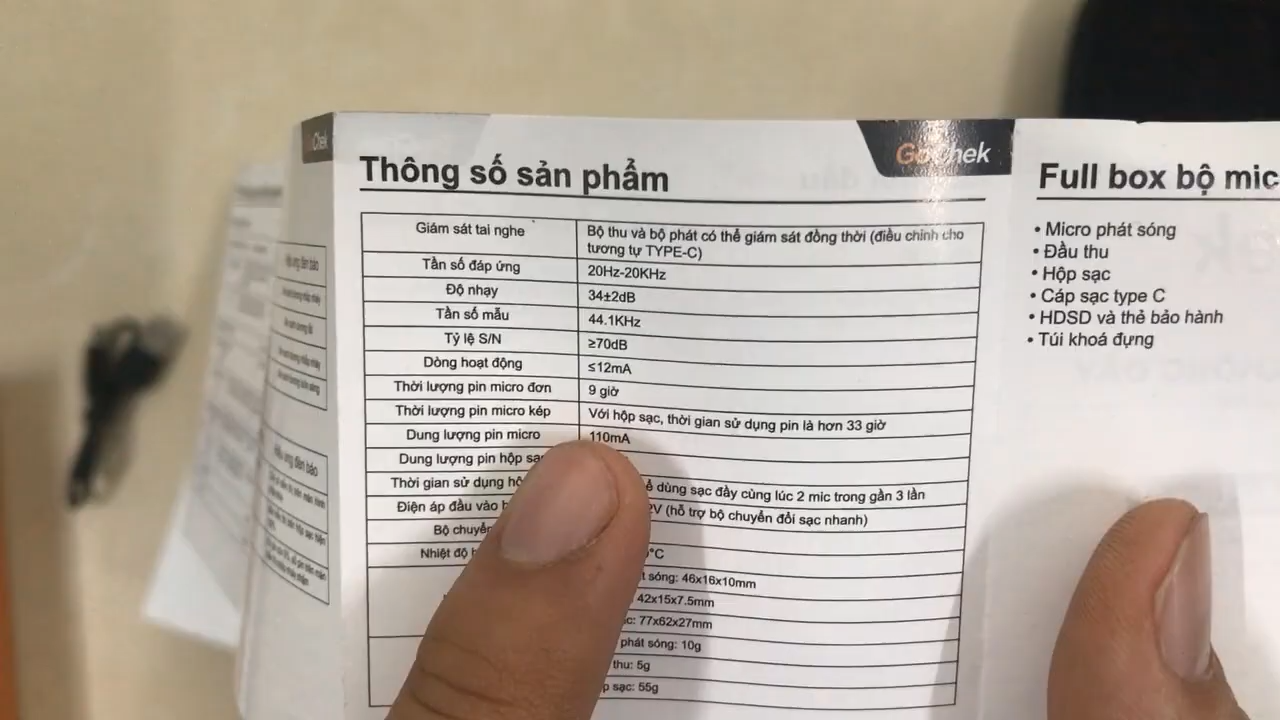 Chek
GoChek
Thông số sản phẩm
Giám sát tai nghe
Bộ thu và bộ phát có thể giám sát đồng thời (điều chỉnh cho
tương tự TYPE-C)
Tần số đáp ứng
20Hz-20KHz
Độ nhạy
34±2dB
Tần số mẫu
44.1KHz
Tỷ lệ S/N
≥70dB
Dòng hoạt động
≤12mA
Thời lượng pin micro đơn
9 giờ
Thời lượng pin micro kép
Với hộp sạc, thời gian sử dụng pin là hơn 33 giờ
Dung lượng pin micro
110mA
Dung lượng pin hộp
Thời gian sử dụng
dùng sạc đầy cùng lúc 2 mic trong gần 3 lần
Điện áp đầu vào
2V (hỗ trợ bộ chuyển đổi sạc nhanh)
Bộ
Nhiệt độ
°C
sóng: 46x16x10mm
42x15x7.5mm
77x62x27mm
phát sóng: 10g
thu: 5g
sạc: 55g
Full box bộ mic
• Micro phát sóng
• Đầu thu
• Hộp sạc
• Cáp sạc type C
• HDSD và thẻ bảo hành
• Túi khoá đựng